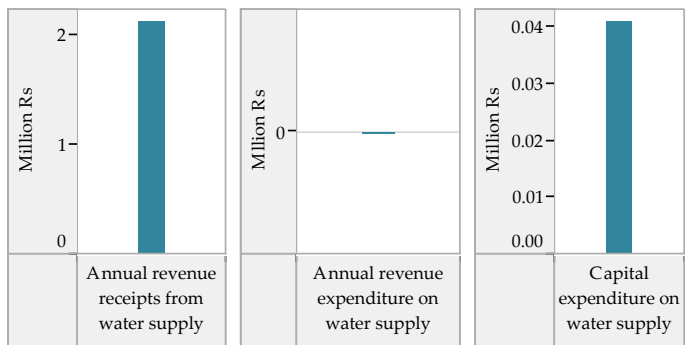 Million Rs
2
1
0
Annual revenue
receipts from
water supply
Mllion Rs
0
Annual revenue
expenditure on
water supply
Million Rs
0.04
0.03
0.02
0.01
0.00
Capital
expenditure on
water supply